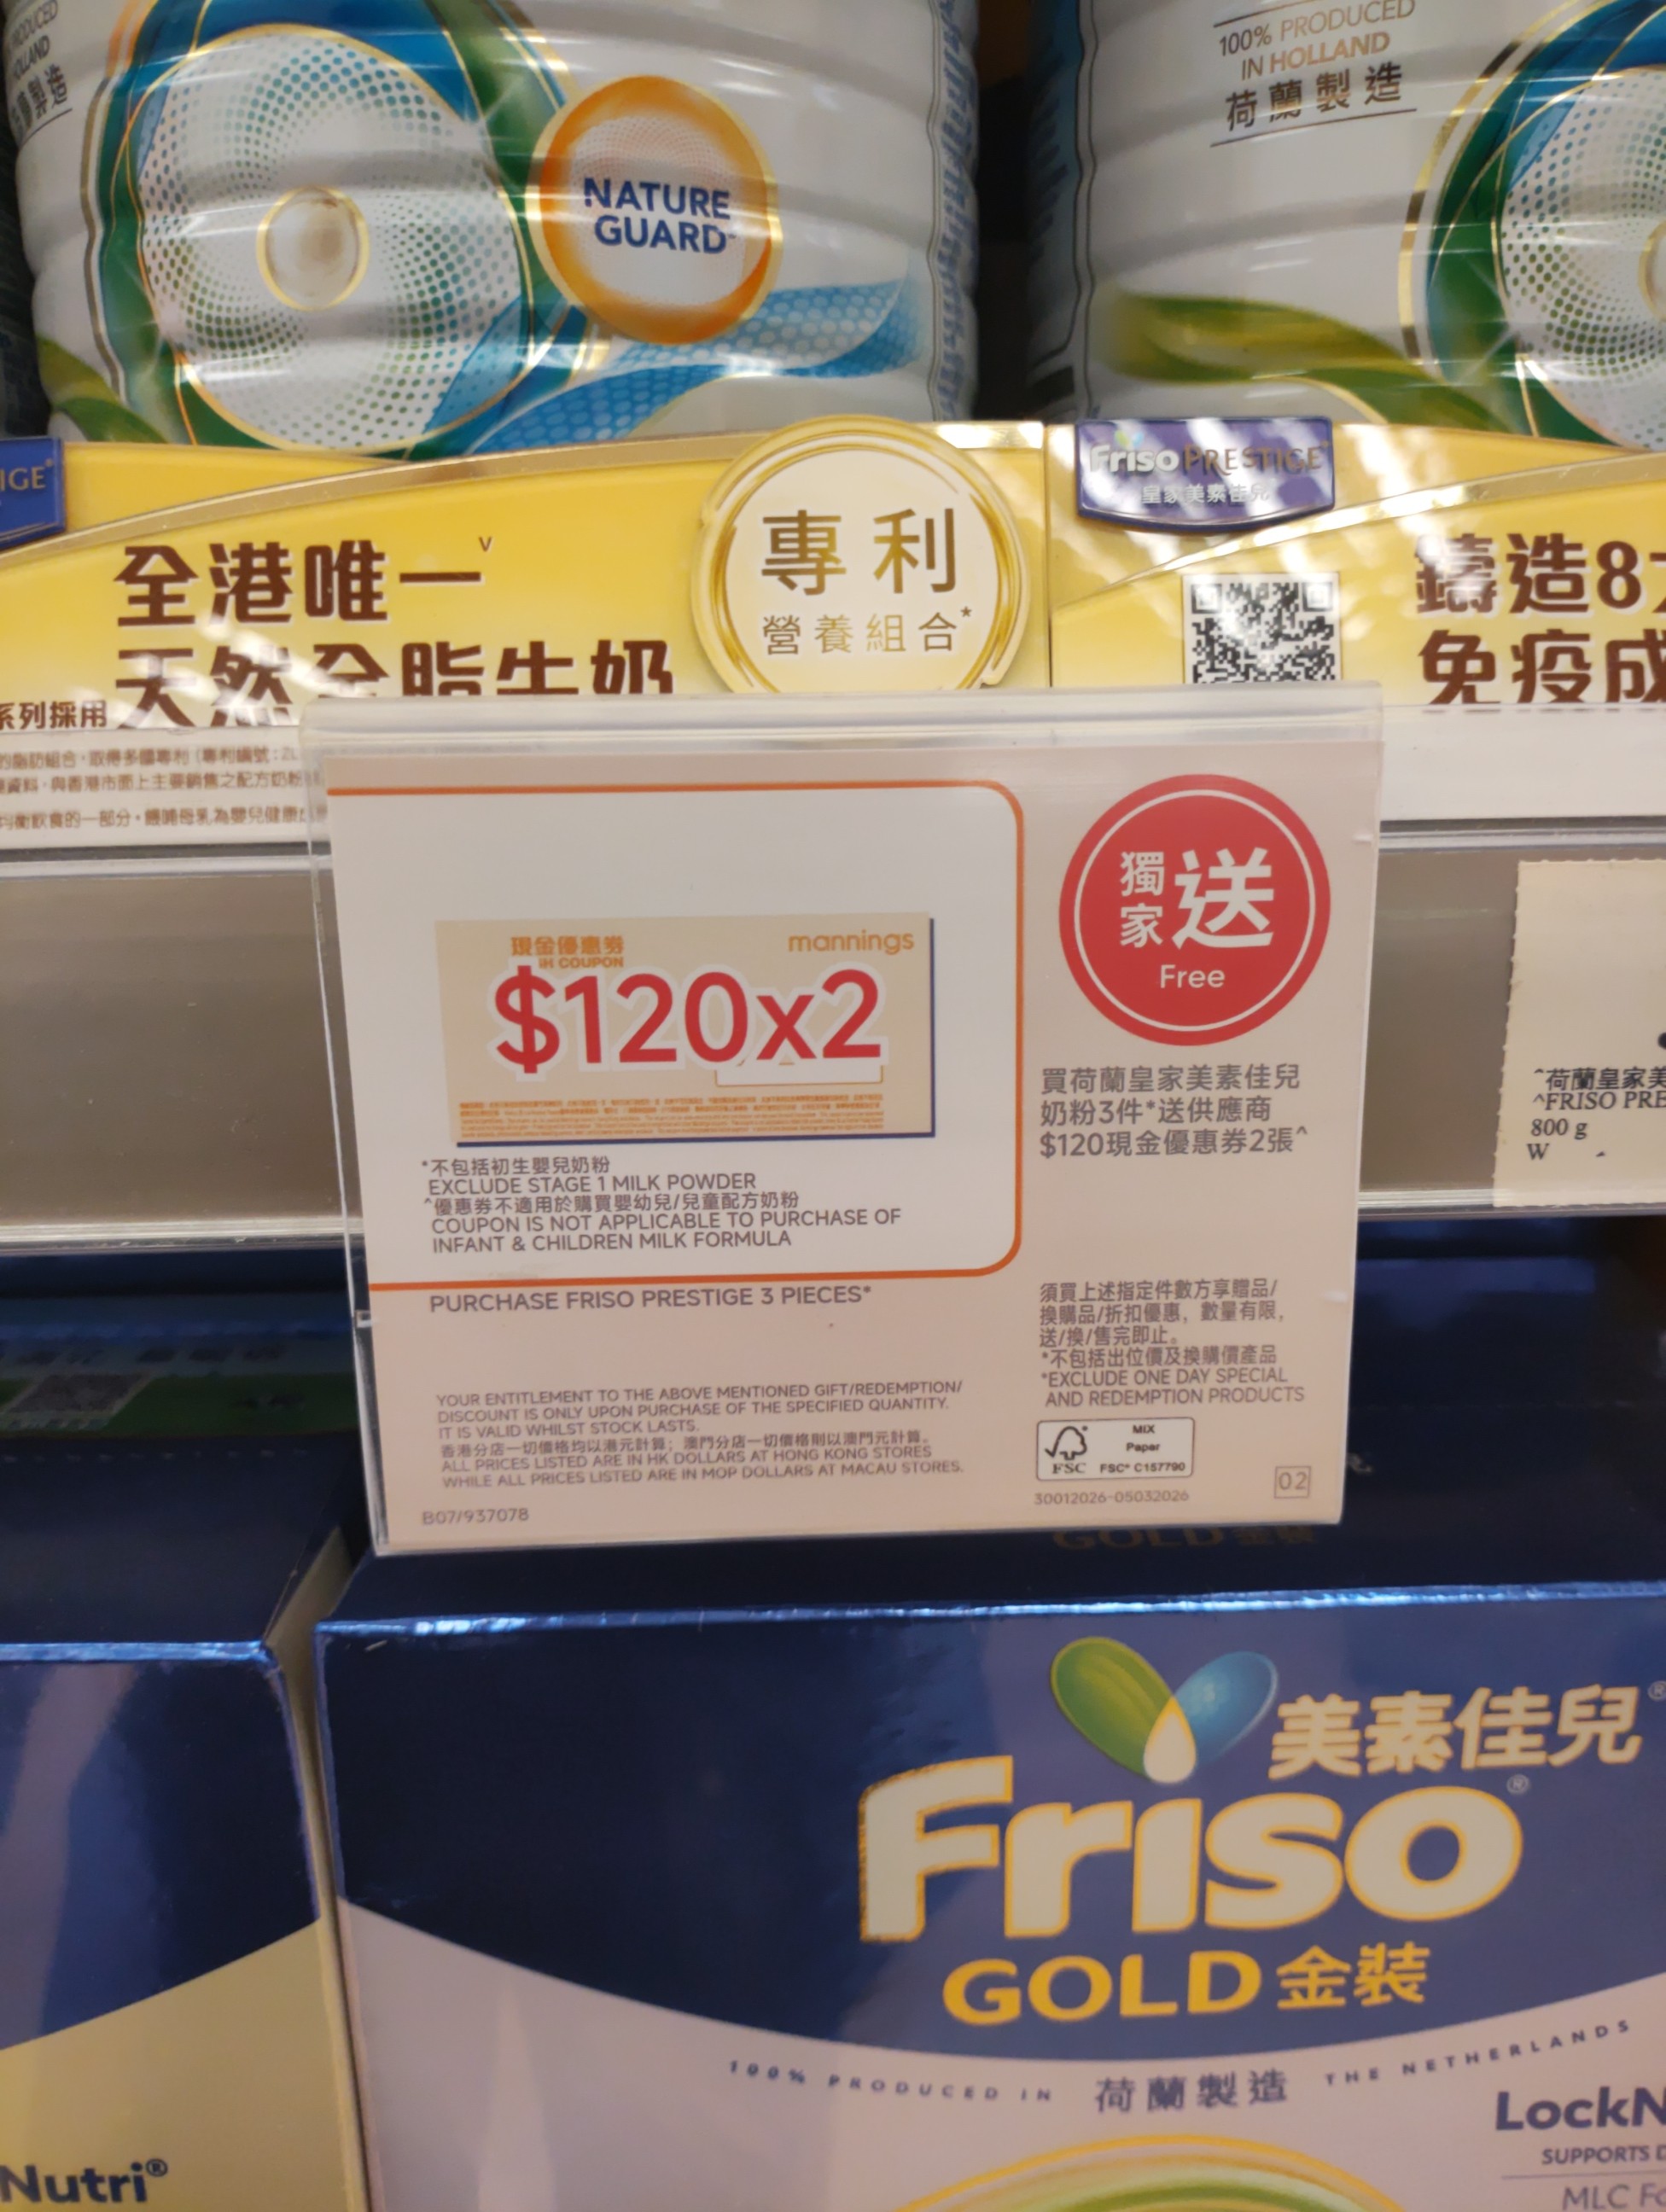 100% PRODUCED
IN HOLLAND
荷蘭製造
NATURE
GUARD
Friso PRESTIGE
皇家美素佳兒
全港唯一
天然全脂牛奶
系列採用
專利
營養組合*
鑄造8
免疫成
mannings
現金優惠券
$120x2
*不包括初生嬰兒奶粉
EXCLUDE STAGE 1 MILK POWDER
^優惠券不適用於購買嬰幼兒/兒童配方奶粉
COUPON IS NOT APPLICABLE TO PURCHASE OF
INFANT & CHILDREN MILK FORMULA
PURCHASE FRISO PRESTIGE 3 PIECES*
YOUR ENTITLEMENT TO THE ABOVE MENTIONED GIFT/REDEMPTION/
DISCOUNT IS ONLY UPON PURCHASE OF THE SPECIFIED QUANTITY.
IT IS VALID WHILST STOCK LASTS.
香港分店一切價格均以港元計算；澳門分店一切價格則以澳門元計算。
ALL PRICES LISTED ARE IN HK DOLLARS AT HONG KONG STORES
WHILE ALL PRICES LISTED ARE IN MOP DOLLARS AT MACAU STORES.
B07/937078
獨家送
Free
買荷蘭皇家美素佳兒
奶粉3件*送供應商
$120現金優惠券2張^
須買上述指定件數方享贈品/
換購品/折扣優惠，數量有限，
送/換/售完即止。
*不包括出位價及換購價產品
*EXCLUDE ONE DAY SPECIAL
AND REDEMPTION PRODUCTS
FSC
MIX
Paper
FSC® C157790
30012026-05032026
02
^荷蘭皇家美
^FRISO PRE
800 g
W
美素佳兒®
Friso®
GOLD 金裝
100% PRODUCED IN 荷蘭製造 THE NETHERLANDS
LockN
SUPPORTS
MLC
Nutri®